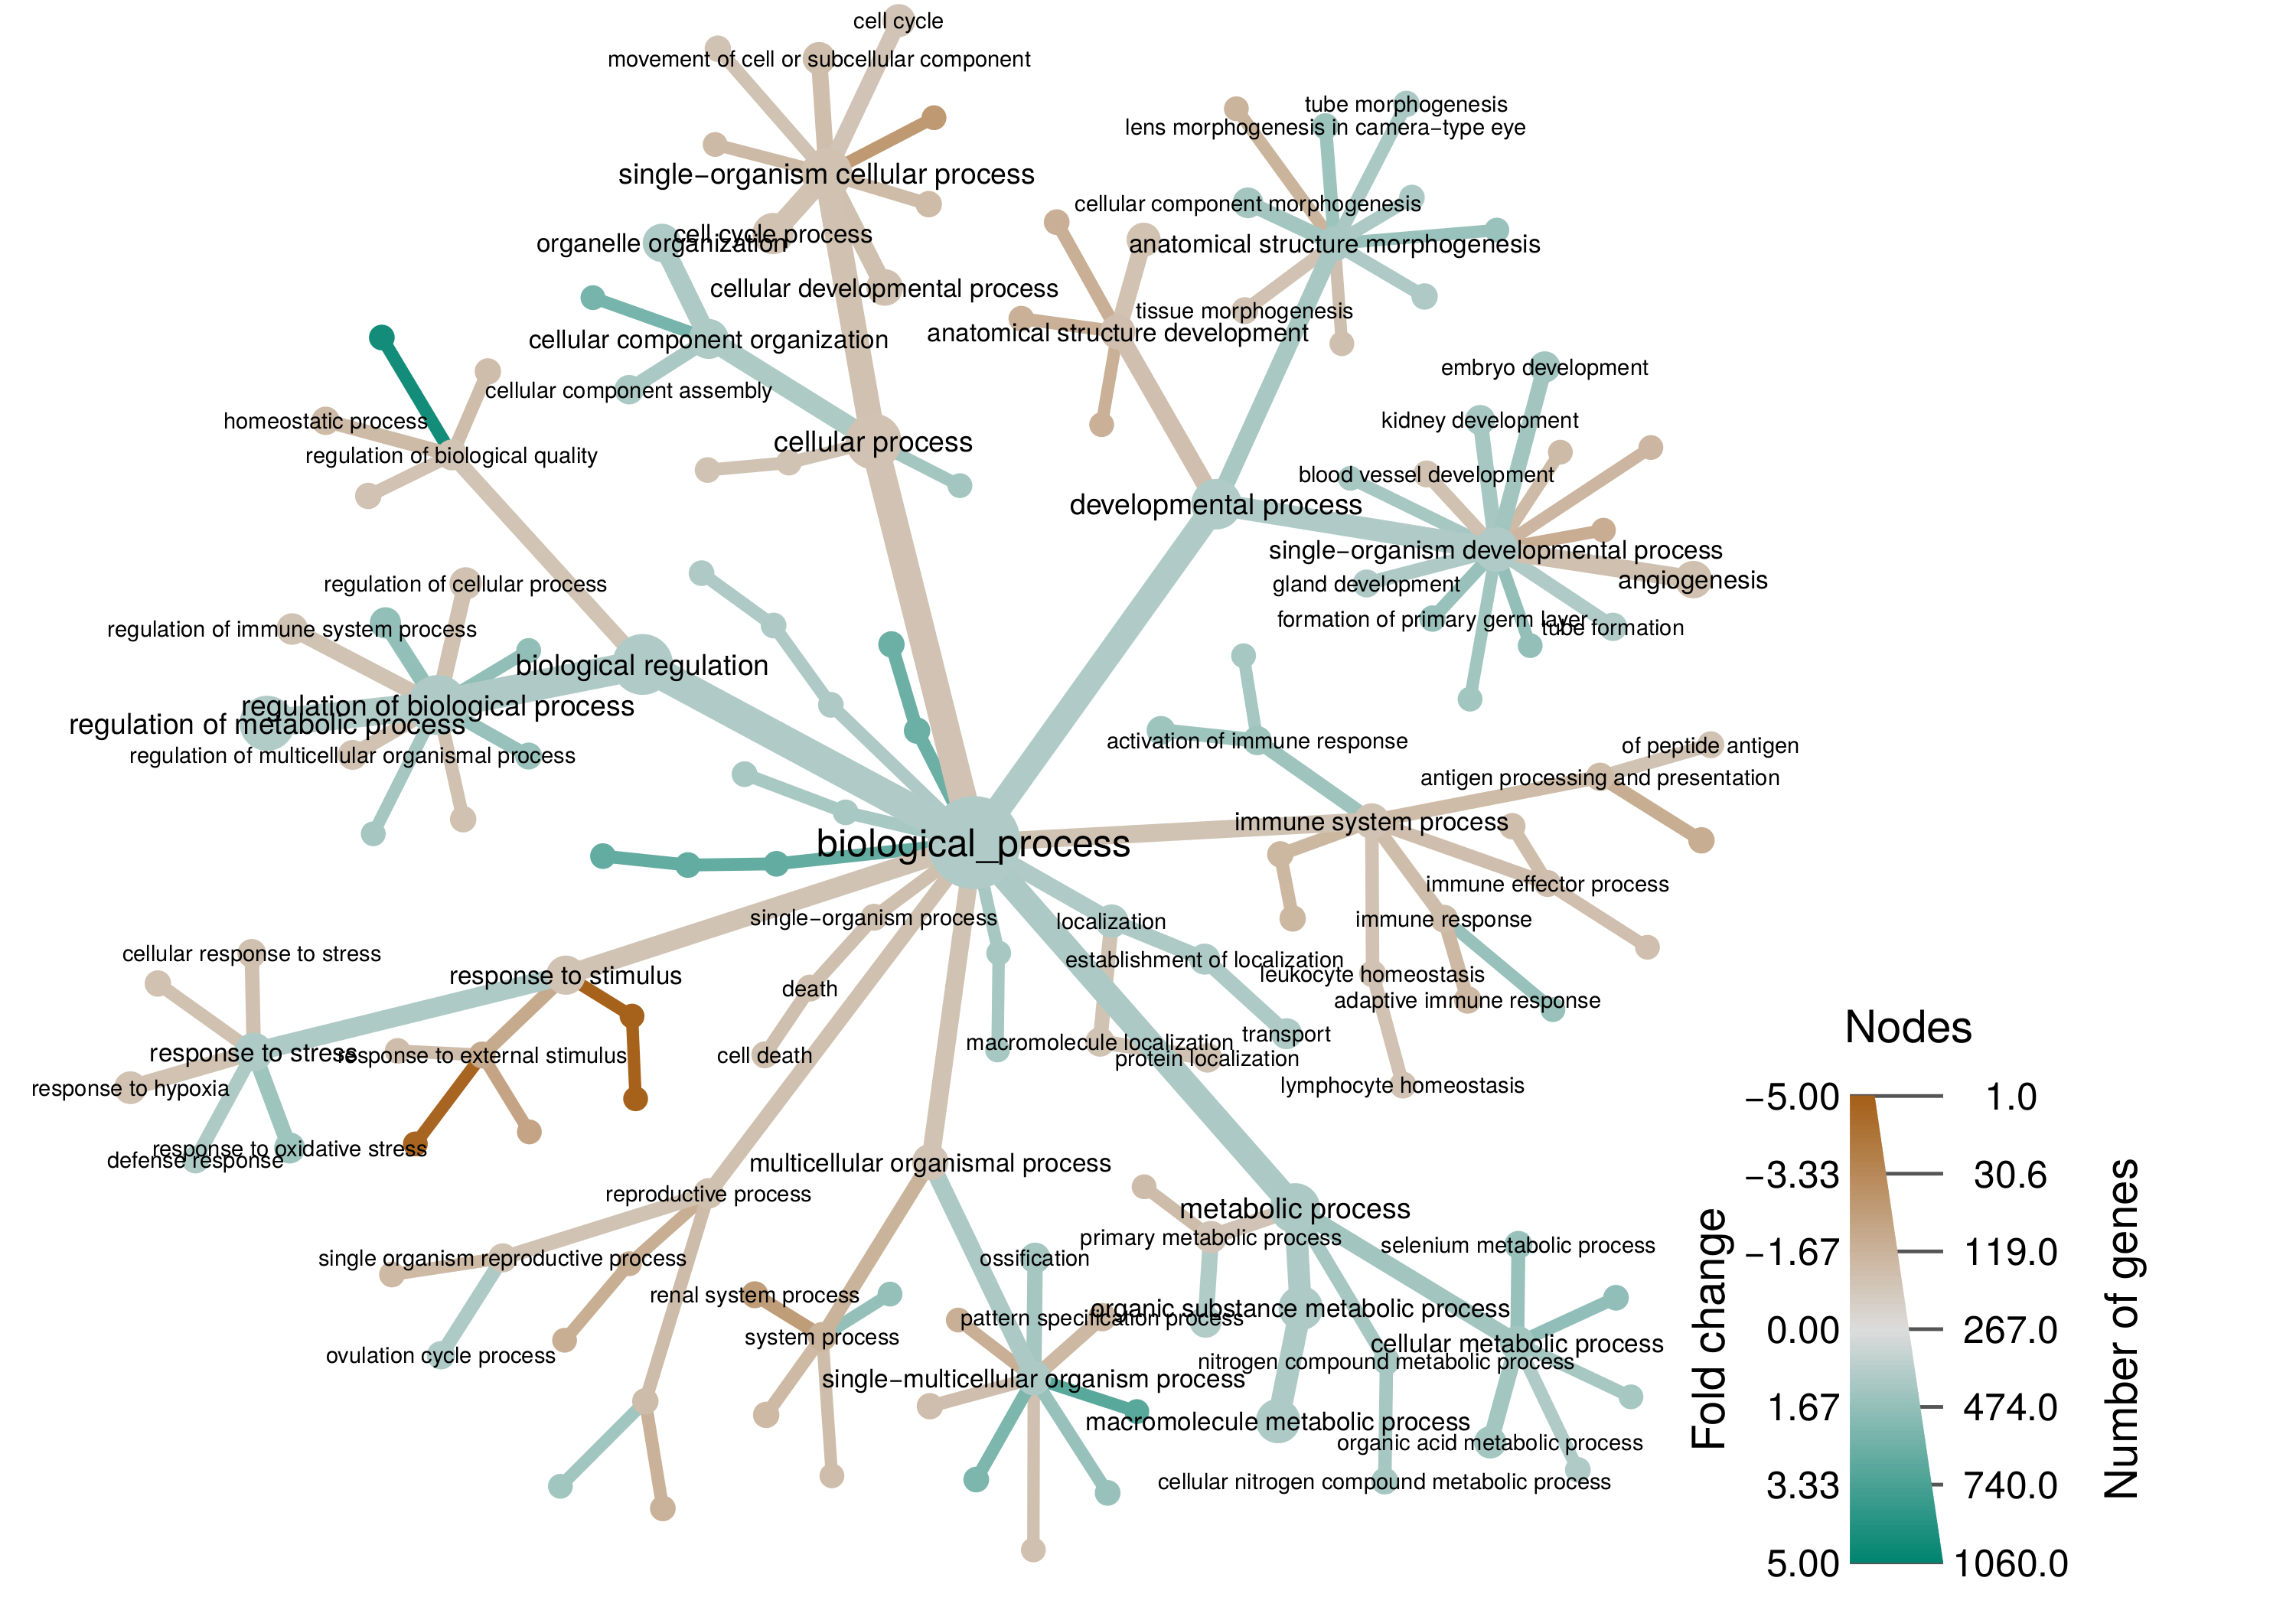 cell cycle
movement of cell or subcellular component
tube morphogenesis
lens morphogenesis in camera−type eye
single−organism cellular process
cellular component morphogenesis
cell cycle process
organelle organization
anatomical structure morphogenesis
cellular developmental process
tissue morphogenesis
anatomical structure development
cellular component organization
embryo development
cellular component assembly
homeostatic process
kidney development
cellular process
regulation of biological quality
blood vessel development
developmental process
single−organism developmental process
angiogenesis
regulation of cellular process
gland development
formation of primary germ layer
tube formation
regulation of immune system process
biological regulation
regulation of biological process
regulation of metabolic process
activation of immune response
of peptide antigen
regulation of multicellular organismal process
antigen processing and presentation
immune system process
biological_process
immune effector process
single−organism process
localization
immune response
cellular response to stress
establishment of localization
response to stimulus
leukocyte homeostasis
death
adaptive immune response
Nodes
transport
macromolecule localization
response to stress
response to external stimulus
cell death
protein localization
response to hypoxia
lymphocyte homeostasis
−5.00
1.0
response to oxidative stress
defense response
multicellular organismal process
−3.33
30.6
reproductive process
metabolic process
primary metabolic process
selenium metabolic process
−1.67
119.0
single organism reproductive process
ossification
renal system process
organic substance metabolic process
pattern specification process
Fold change
Number of genes
0.00
267.0
system process
cellular metabolic process
ovulation cycle process
nitrogen compound metabolic process
single−multicellular organism process
1.67
474.0
macromolecule metabolic process
organic acid metabolic process
cellular nitrogen compound metabolic process
3.33
740.0
5.00
1060.0